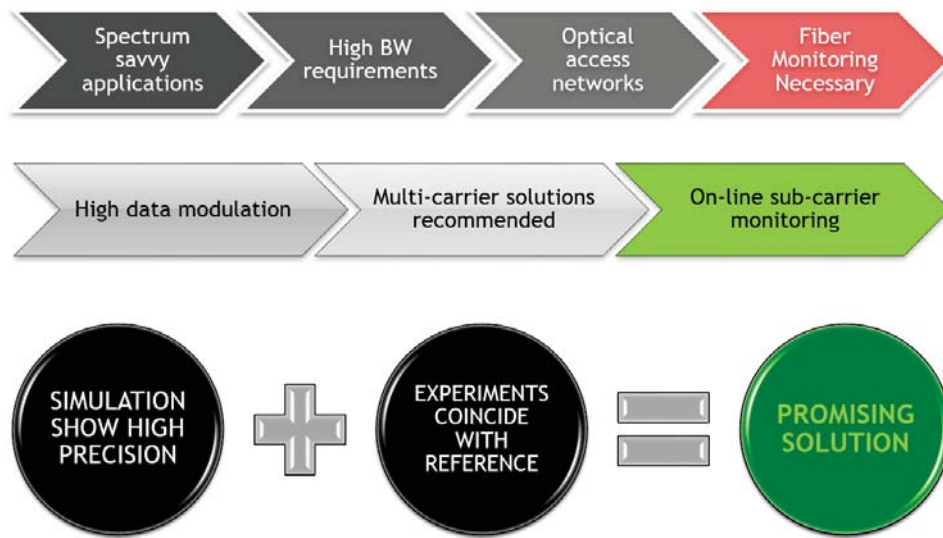 Spectrum
savvy
applications
High BW
requirements
Optical
access
networks
Fiber
Monitoring
Necessary
High data modulation
Multi-carrier solutions
recommended
On-line sub-carrier
monitoring
SIMULATION
SHOW HIGH
PRECISION
EXPERIMENTS
COINCIDE
WITH
REFERENCE
PROMISING
SOLUTION